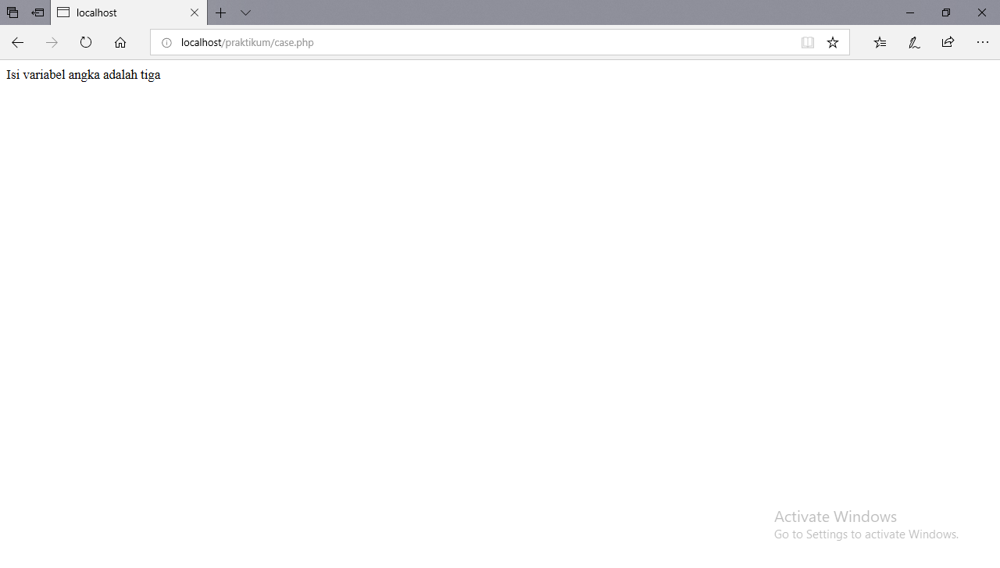 localhost
localhost/praktikum/case.php
Isi variabel angka adalah tiga
Activate Windows
Go to Settings to activate Windows.